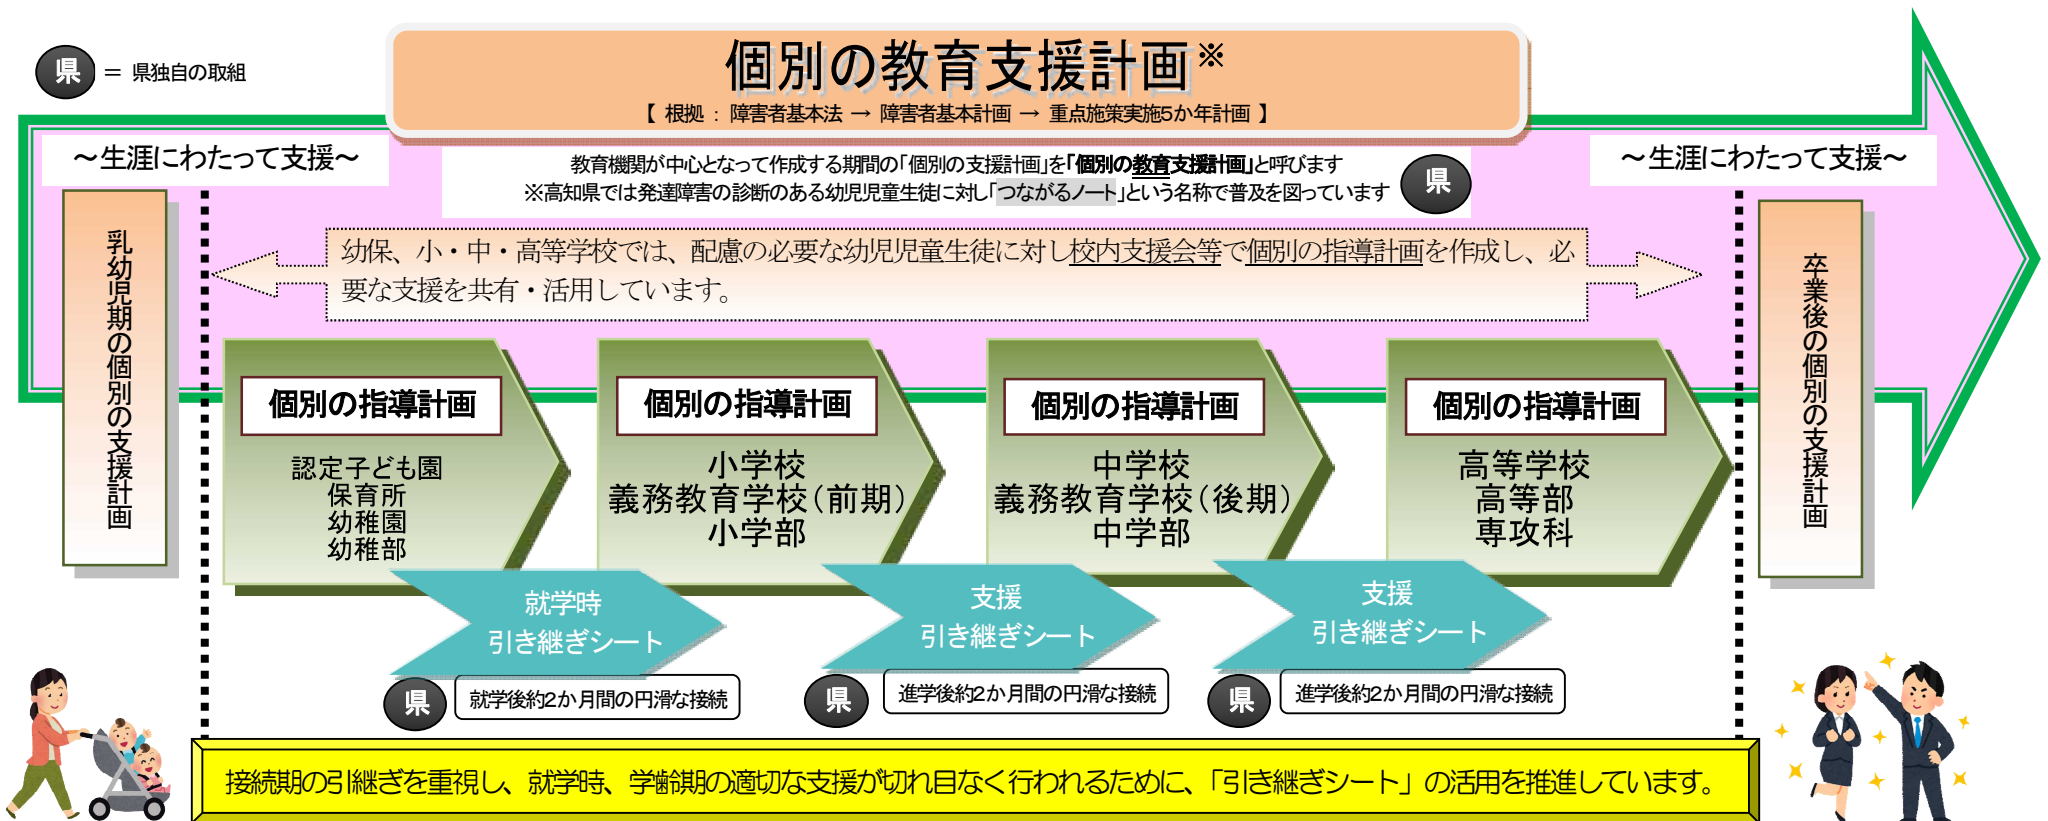 県 = 県独自の取組
個別の教育支援計画※
【 根拠 : 障害者基本法 → 障害者基本計画 → 重点施策実施5か年計画 】
～生涯にわたって支援～
教育機関が中心となって作成する期間の「個別の支援計画」を「個別の教育支援計画」と呼びます
※高知県では発達障害の診断のある幼児児童生徒に対し「つながるノート」という名称で普及を図っています
県
～生涯にわたって支援～
乳幼児期の個別の支援計画
幼保、小・中・高等学校では、配慮の必要な幼児児童生徒に対し校内支援会等で個別の指導計画を作成し、必
要な支援を共有・活用しています。
卒業後の個別の支援計画
個別の指導計画
認定子ども園
保育所
幼稚園
幼稚部
個別の指導計画
小学校
義務教育学校（前期）
小学部
個別の指導計画
中学校
義務教育学校（後期）
中学部
個別の指導計画
高等学校
高等部
専攻科
就学時
引き継ぎシート
県
就学後約2か月間の円滑な接続
支援
引き継ぎシート
県
進学後約2か月間の円滑な接続
支援
引き継ぎシート
県
進学後約2か月間の円滑な接続
接続期の引継ぎを重視し、就学時、学齢期の適切な支援が切れ目なく行われるために、「引き継ぎシート」の活用を推進しています。